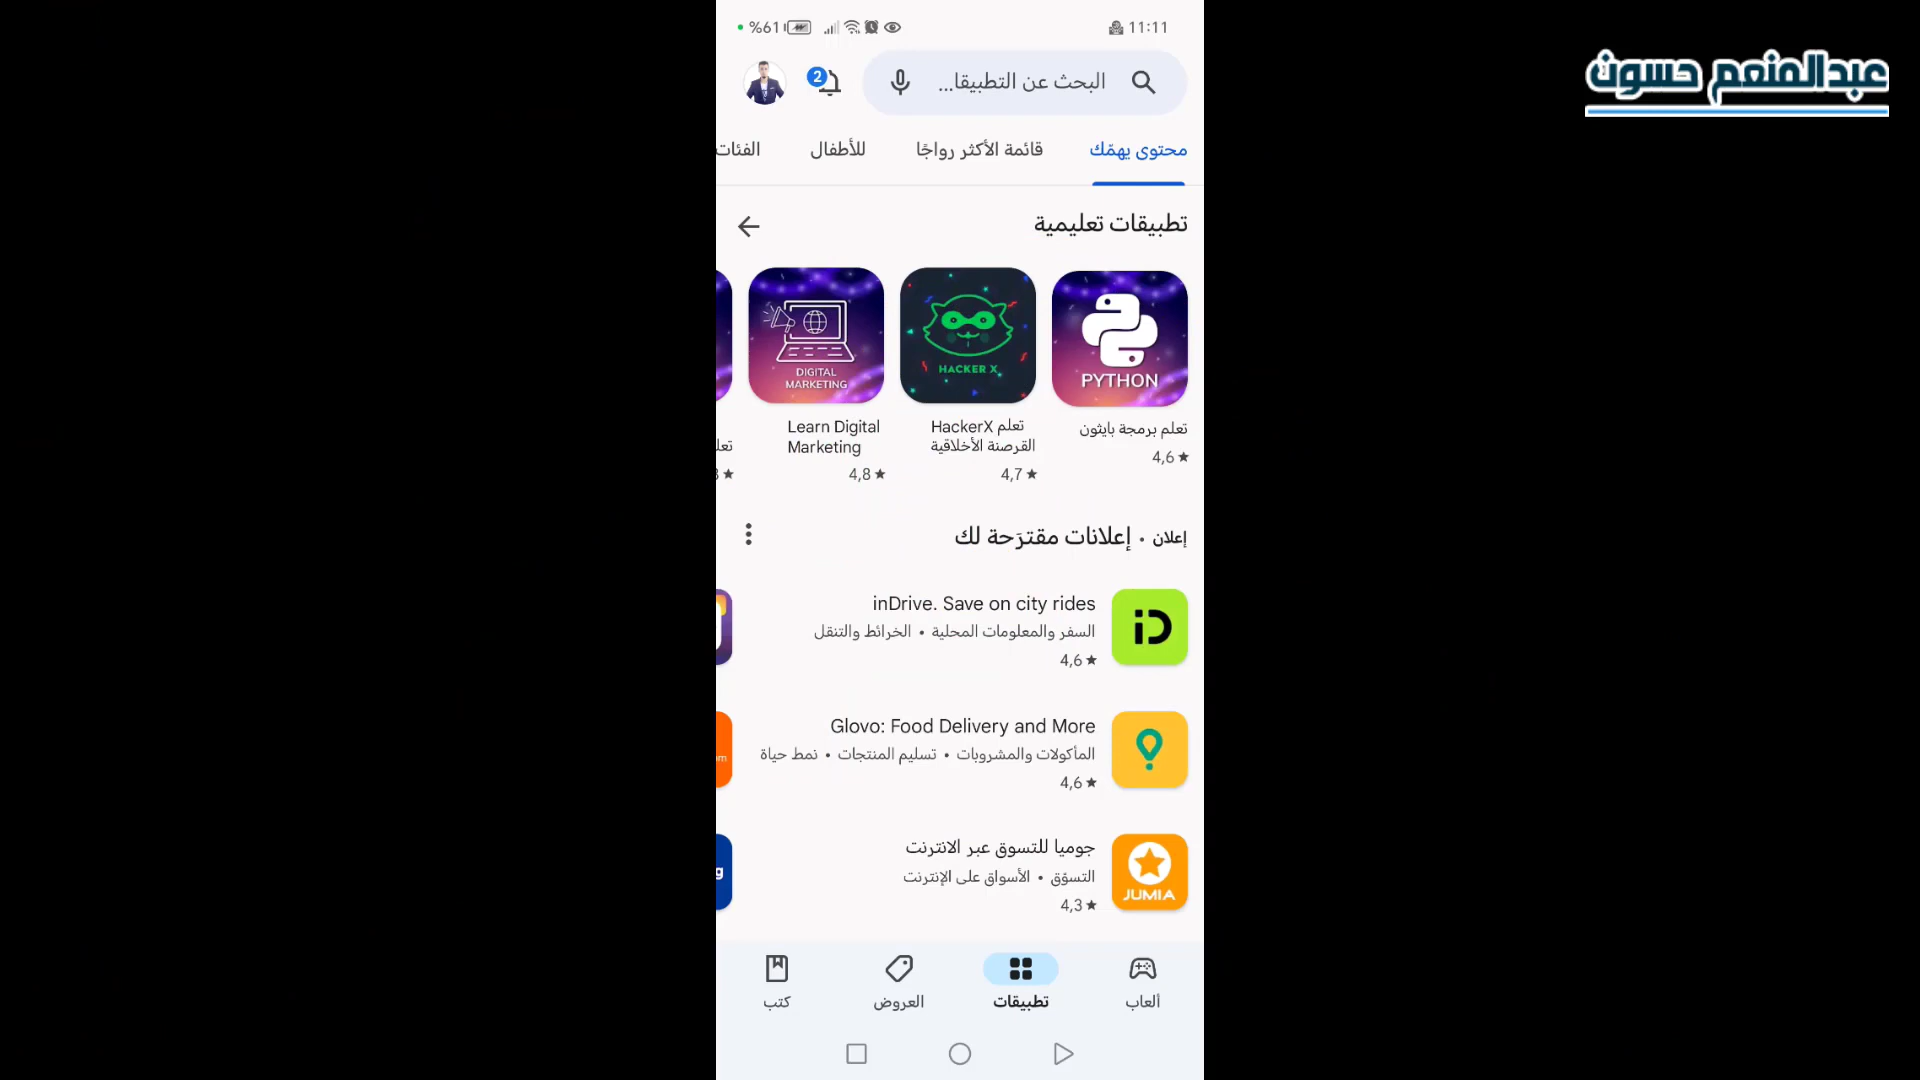 11:11
%61
عبدالمنعم حسون
البحث عن التطبيقا...
2
محتوى يهمّك
قائمة الأكثر رواجًا
للأطفال
الفئات
تطبيقات تعليمية
PYTHON
HACKER X
DIGITAL
MARKETING
تعلم برمجة بايثون
4,6 ★
تعلم HackerX
القرصنة الأخلاقية
4,7 ★
Learn Digital
Marketing
4,8 ★
إعلان • إعلانات مقترَحة لك
iD
inDrive. Save on city rides
السفر والمعلومات المحلية • الخرائط والتنقل
4,6 ★
Glovo: Food Delivery and More
المأكولات والمشروبات • تسليم المنتجات • نمط حياة
4,6 ★
جوميا للتسوق عبر الانترنت
التسوّق • الأسواق على الإنترنت
4,3 ★
JUMIA
ألعاب
تطبيقات
العروض
كتب